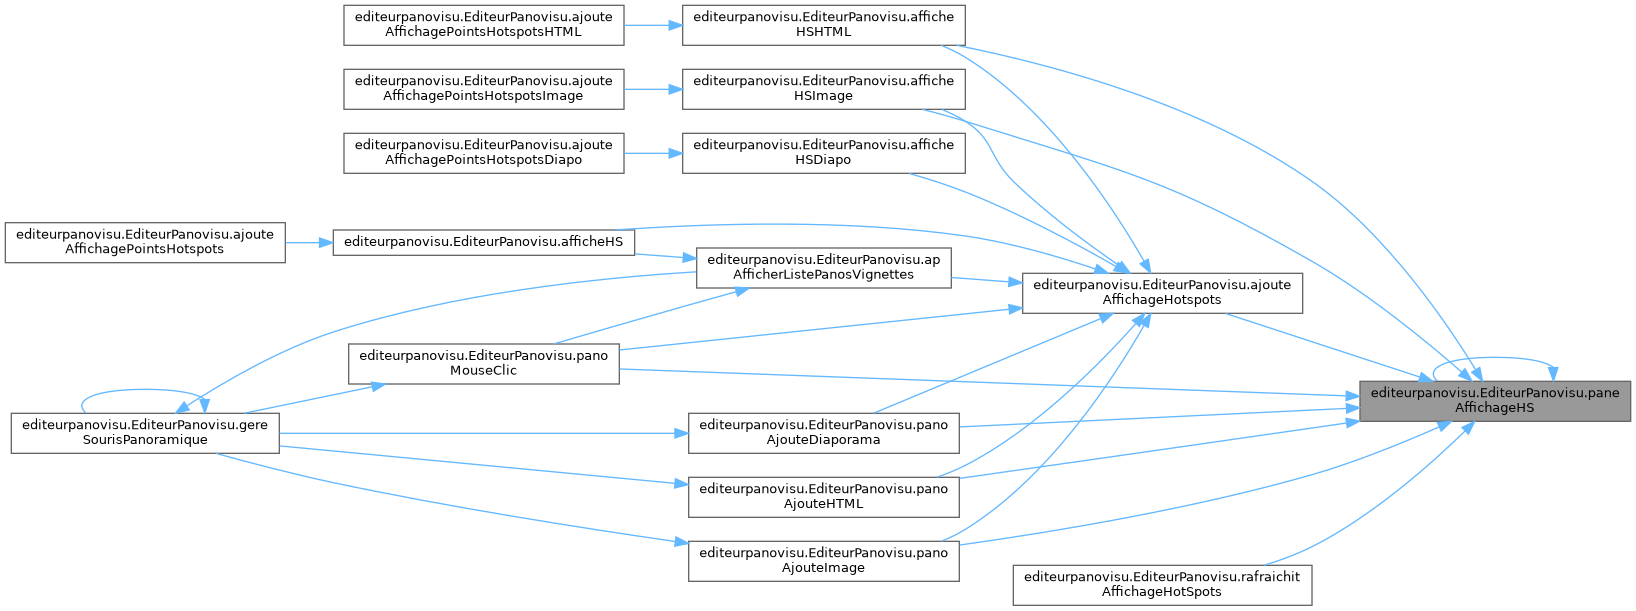 editeurpanovisu.EditeurPanovisu.ajoute
AffichagePointsHotspotsHTML
editeurpanovisu.EditeurPanovisu.affiche
HSHTML
editeurpanovisu.EditeurPanovisu.ajoute
AffichagePointsHotspotsImage
editeurpanovisu.EditeurPanovisu.affiche
HSImage
editeurpanovisu.EditeurPanovisu.ajoute
AffichagePointsHotspotsDiapo
editeurpanovisu.EditeurPanovisu.affiche
HSDiapo
editeurpanovisu.EditeurPanovisu.ajoute
AffichagePointsHotspots
editeurpanovisu.EditeurPanovisu.afficheHS
editeurpanovisu.EditeurPanovisu.ap
AfficherListePanosVignettes
editeurpanovisu.EditeurPanovisu.ajoute
AffichageHotspots
editeurpanovisu.EditeurPanovisu.pano
MouseClic
editeurpanovisu.EditeurPanovisu.pane
AffichageHS
editeurpanovisu.EditeurPanovisu.gere
SourisPanoramique
editeurpanovisu.EditeurPanovisu.pano
AjouteDiaporama
editeurpanovisu.EditeurPanovisu.pano
AjouteHTML
editeurpanovisu.EditeurPanovisu.pano
AjouteImage
editeurpanovisu.EditeurPanovisu.rafraichit
AffichageHotSpots